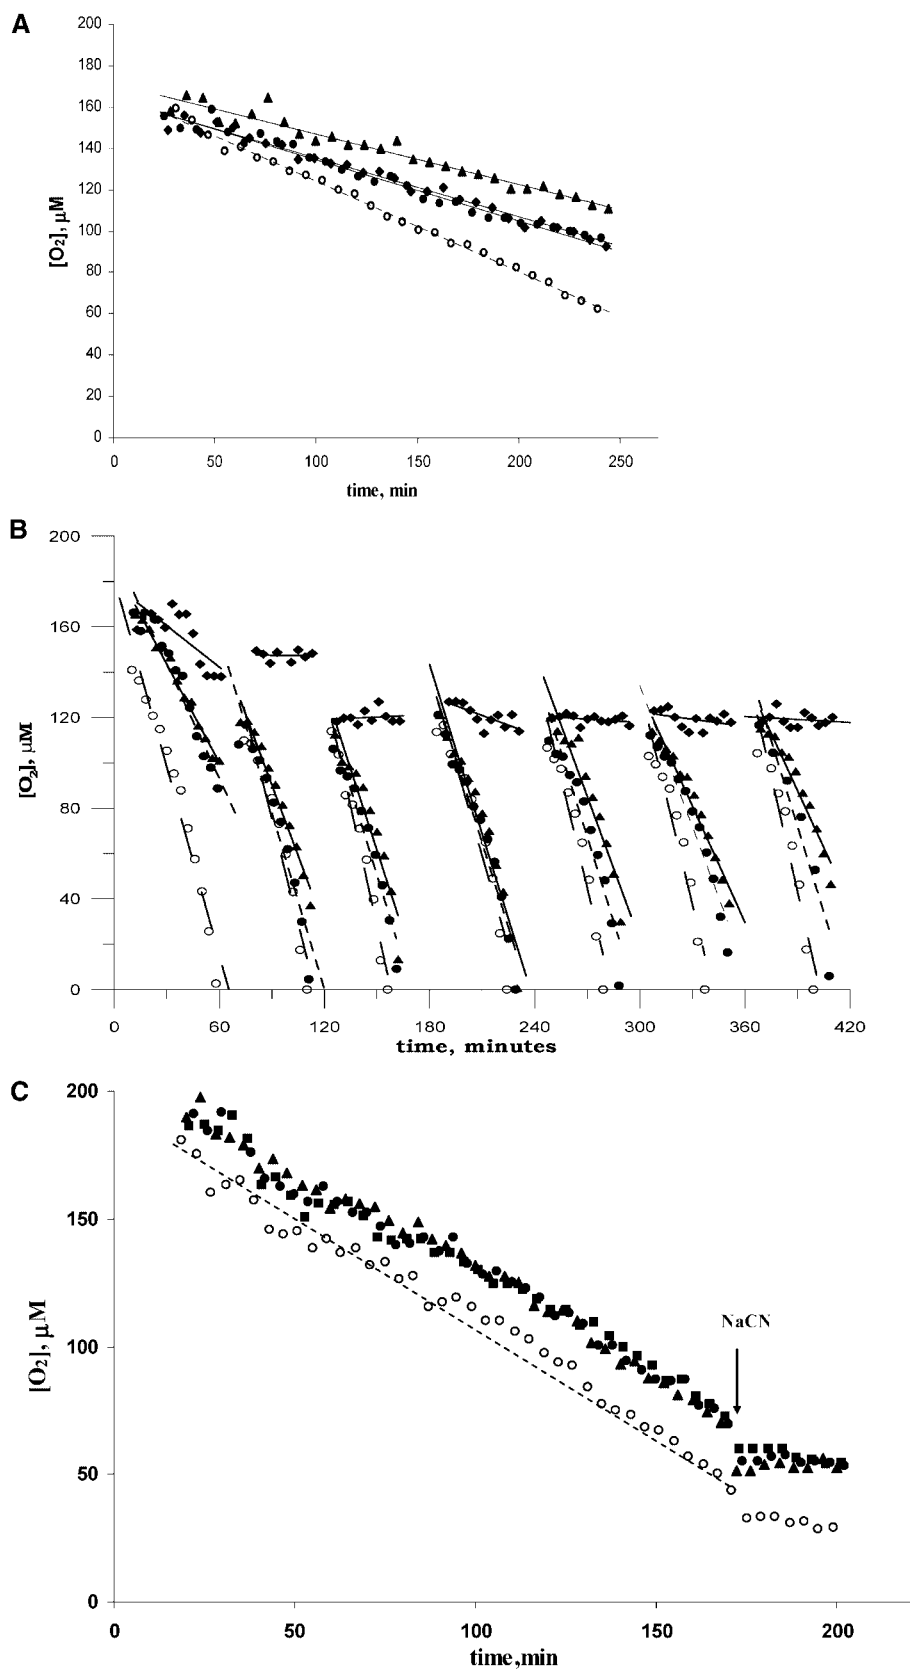 A
200
180
160
140
120
100
80
60
40
20
0
[O2], μM
0 50 100 150 200 250
time, min
B
200
160
120
80
40
0
[O2], μM
0 60 120 180 240 300 360 420
time, minutes
C
200
150
100
50
0
[O2], μM
NaCN
0 50 100 150 200
time,min